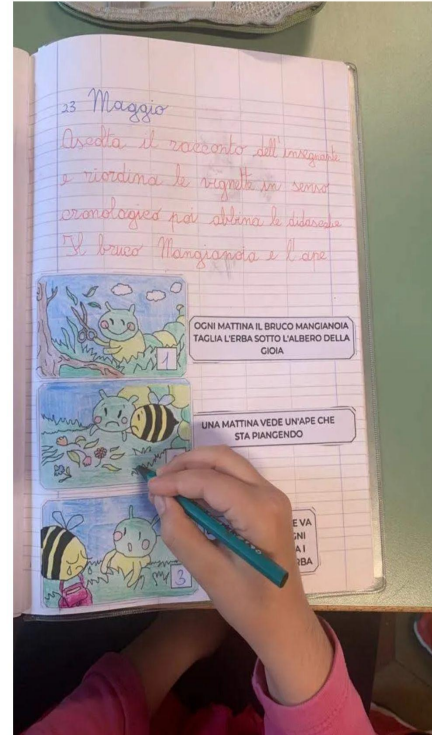 23 Maggio
Ascolta il racconto dell'insegnante
e riordina le vignette in senso
cronologico poi abbina le didascalie
Il bruco Mangianoia e l'ape
1
OGNI MATTINA IL BRUCO MANGIANOIA
TAGLIA L'ERBA SOTTO L'ALBERO DELLA
GIOIA
UNA MATTINA VEDE UN'APE CHE
STA PIANGENDO
3
E VA